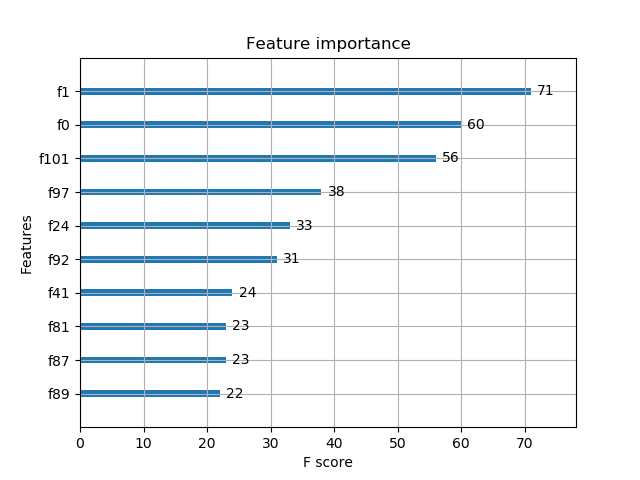 Feature importance
f1 71
f0 60
f101 56
f97 38
f24 33
f92 31
f41 24
f81 23
f87 23
f89 22
Features
0 10 20 30 40 50 60 70
F score